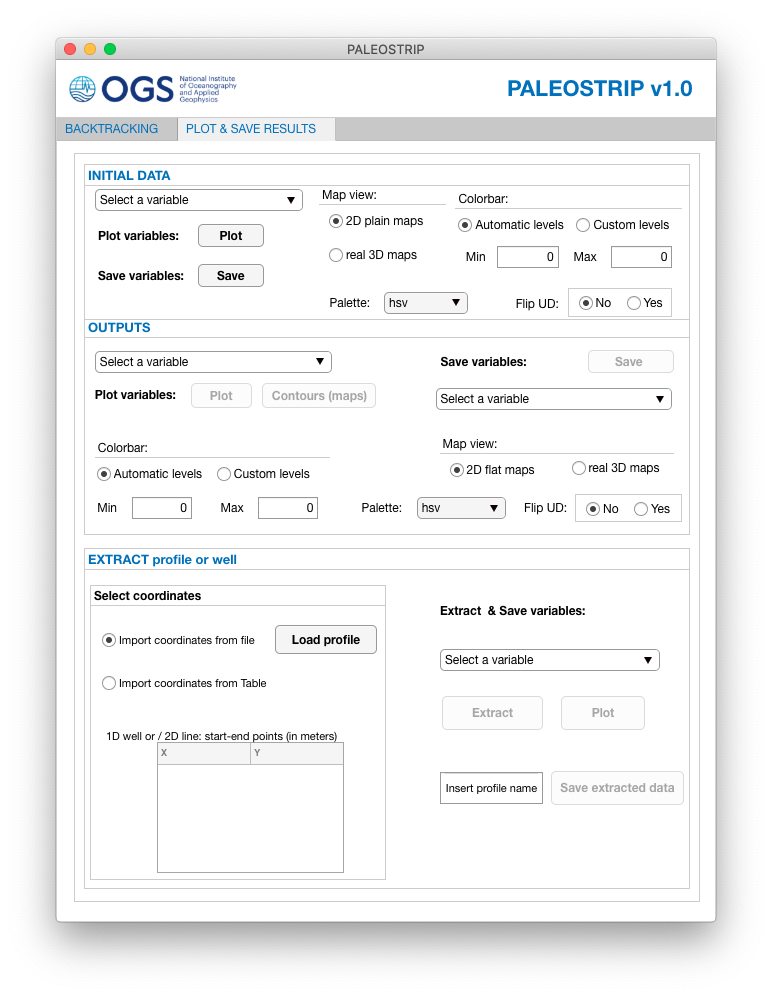 PALEOSTRIP
OGS
National Institute
of Oceanography
and Applied
Geophysics
PALEOSTRIP v1.0
BACKTRACKING
PLOT & SAVE RESULTS
INITIAL DATA
Select a variable
Map view:
Colorbar:
2D plain maps
Automatic levels
Custom levels
Plot variables:
Plot
real 3D maps
Min
0
Max
0
Save variables:
Save
Palette:
hsv
Flip UD:
No
Yes
OUTPUTS
Select a variable
Save variables:
Save
Plot variables:
Plot
Contours (maps)
Select a variable
Colorbar:
Map view:
Automatic levels
Custom levels
2D flat maps
real 3D maps
Min
0
Max
0
Palette:
hsv
Flip UD:
No
Yes
EXTRACT profile or well
Select coordinates
Import coordinates from file
Load profile
Import coordinates from Table
1D well or / 2D line: start-end points (in meters)
X
Y
Extract & Save variables:
Select a variable
Extract
Plot
Insert profile name
Save extracted data